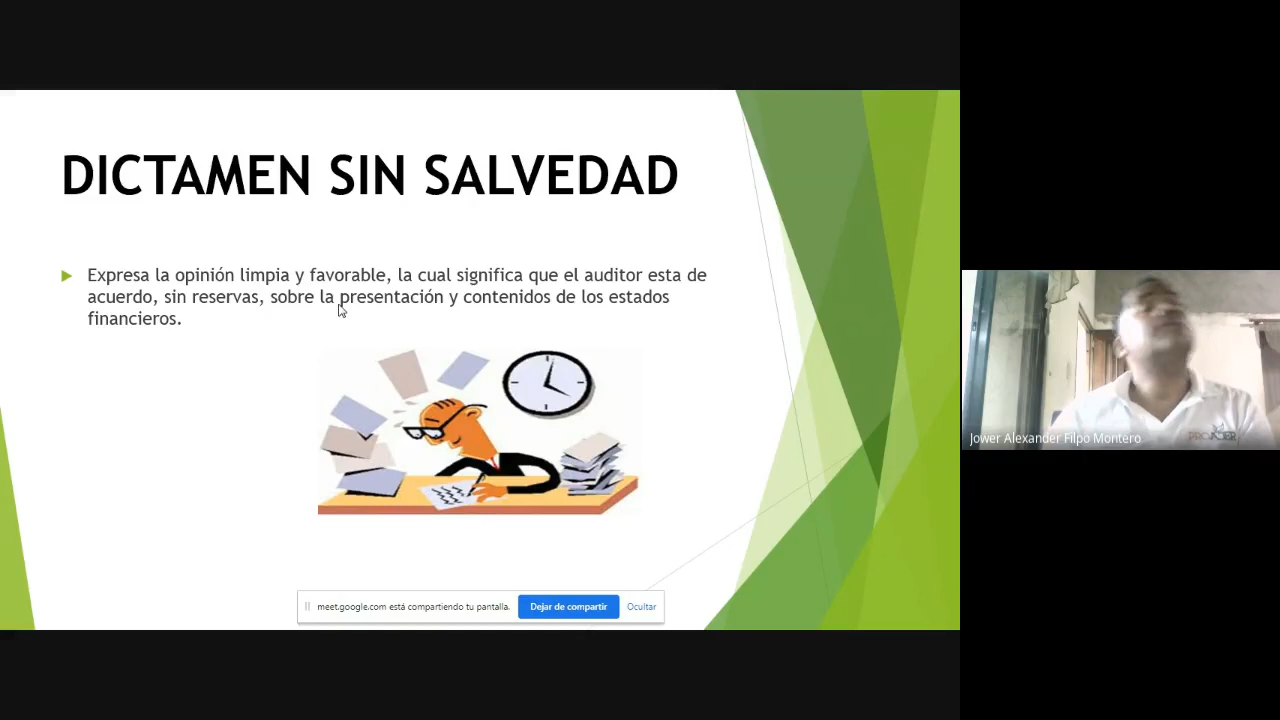 DICTAMEN SIN SALVEDAD
Expresa la opinión limpia y favorable, la cual significa que el auditor esta de
acuerdo, sin reservas, sobre la presentación y contenidos de los estados
financieros.
meet.google.com está compartiendo tu pantalla.
Dejar de compartir
Ocultar
Jower Alexander Filpo Montero